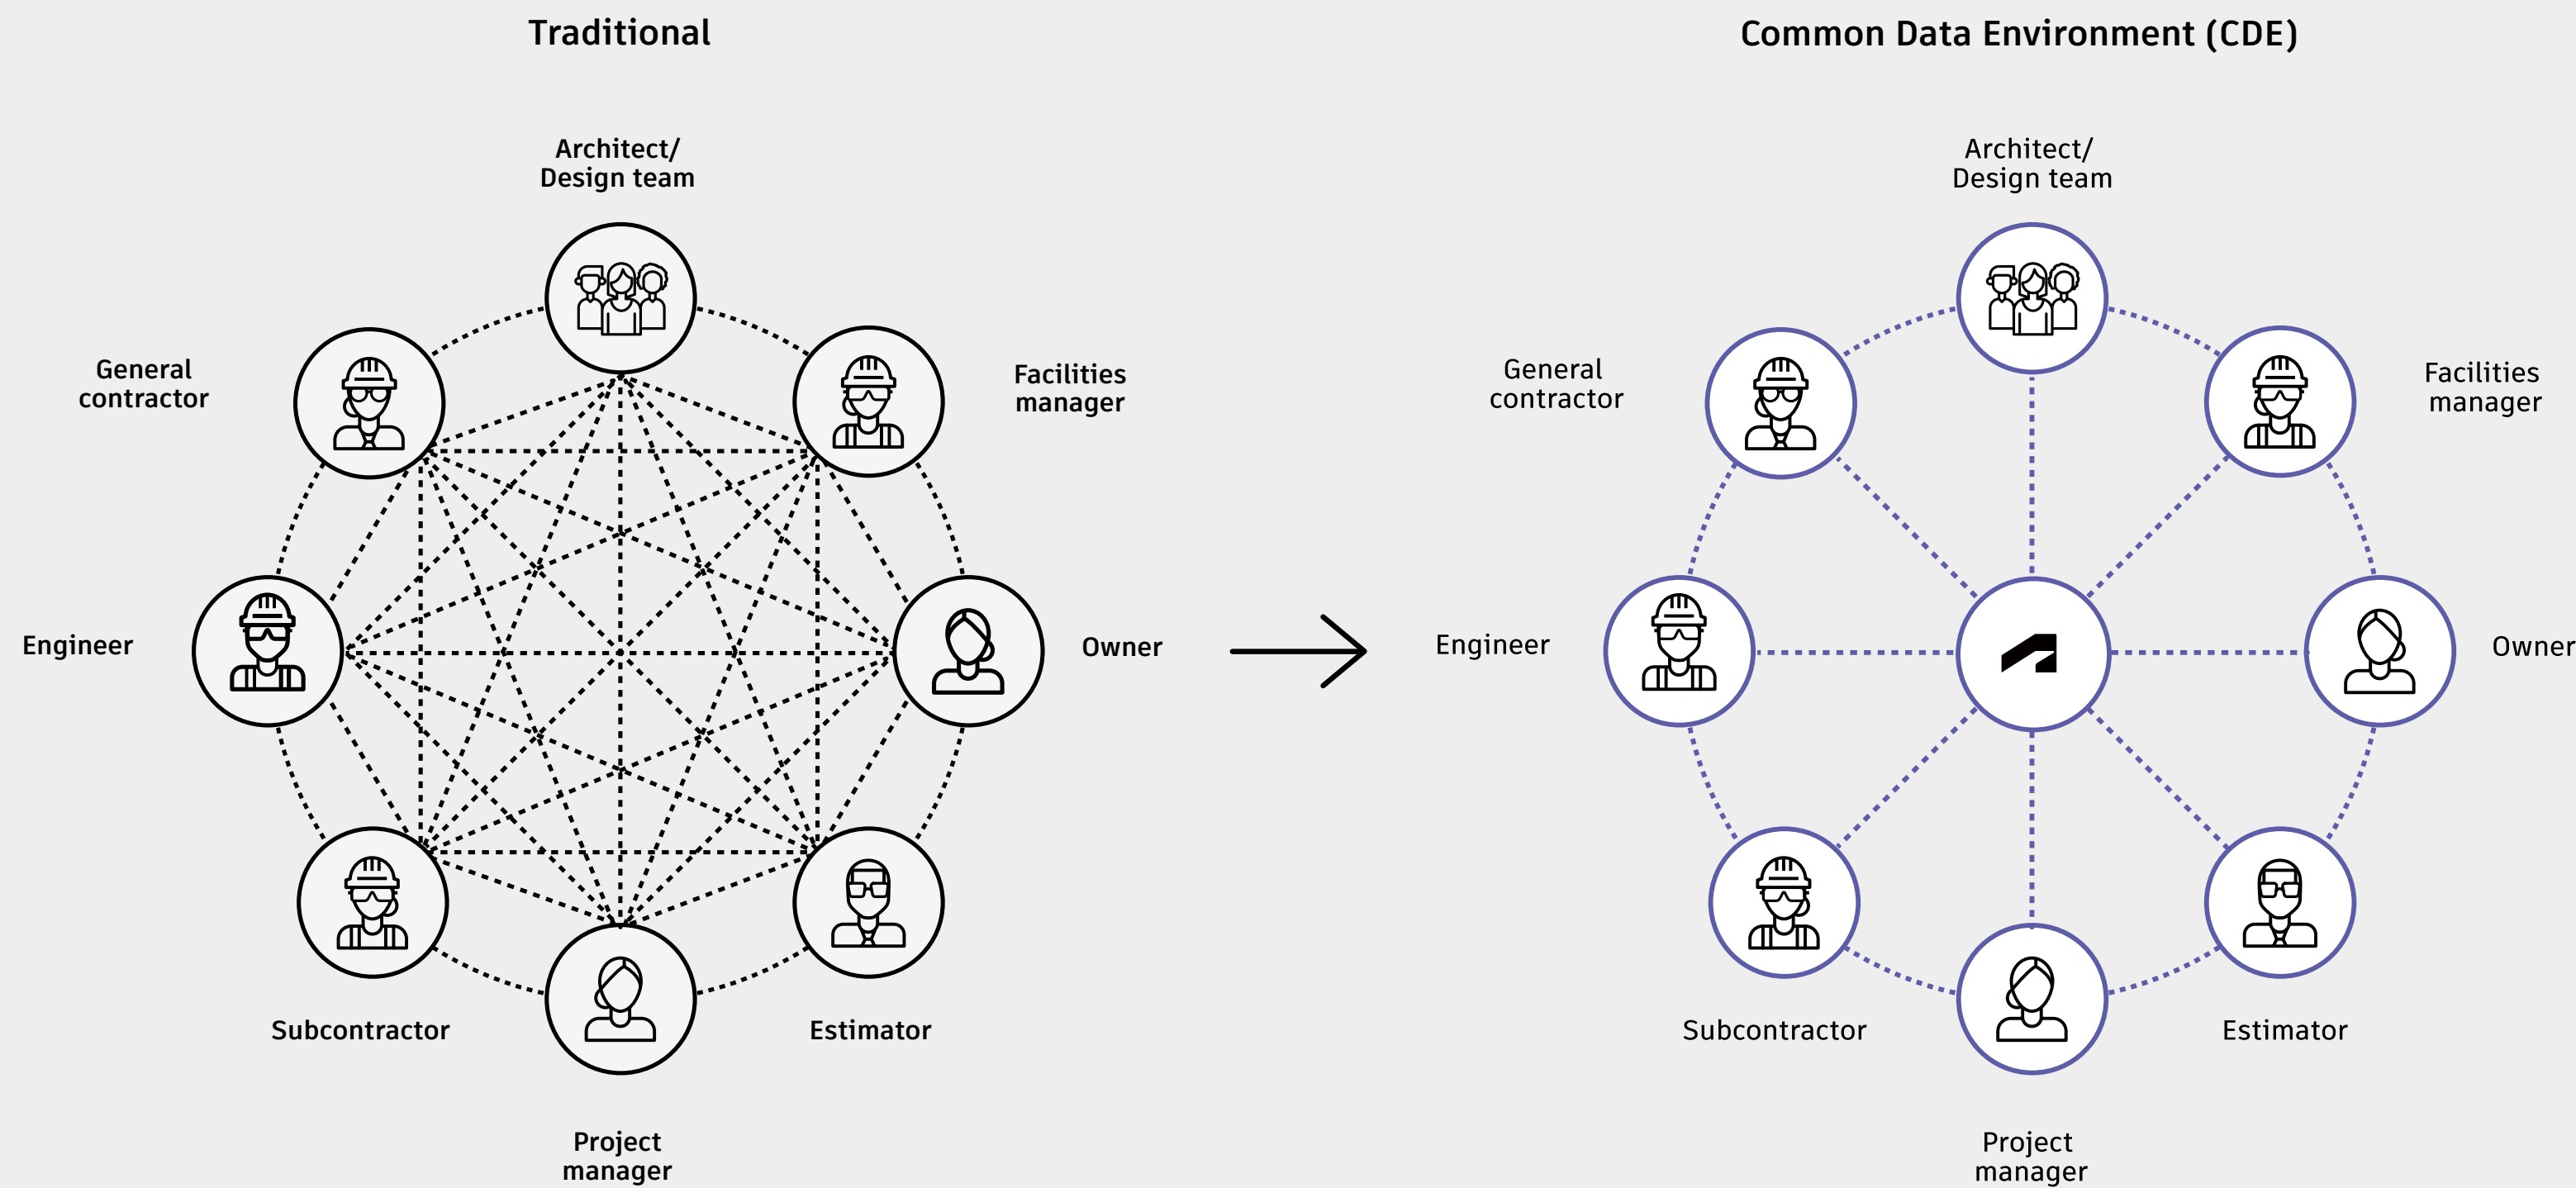 Traditional
Architect/
Design team
General
contractor
Facilities
manager
Engineer
Owner
Subcontractor
Estimator
Project
manager
Common Data Environment (CDE)
Architect/
Design team
General
contractor
Facilities
manager
Engineer
Owner
Subcontractor
Estimator
Project
manager